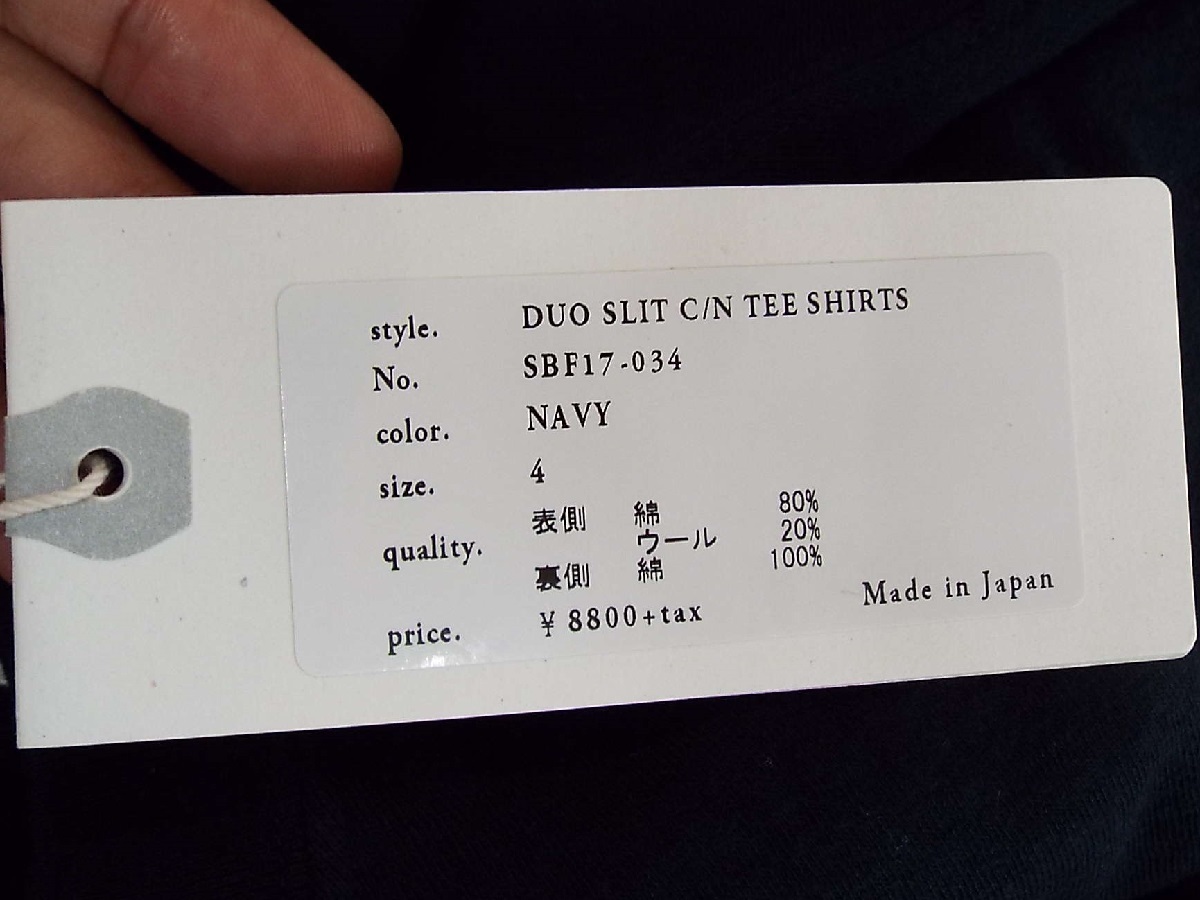 style. DUO SLIT C/N TEE SHIRTS
No. SBF17-034
color. NAVY
size. 4
quality. 表側 綿 80%
ウール 20%
裏側 綿 100%
price. ¥ 8800+tax
Made in Japan